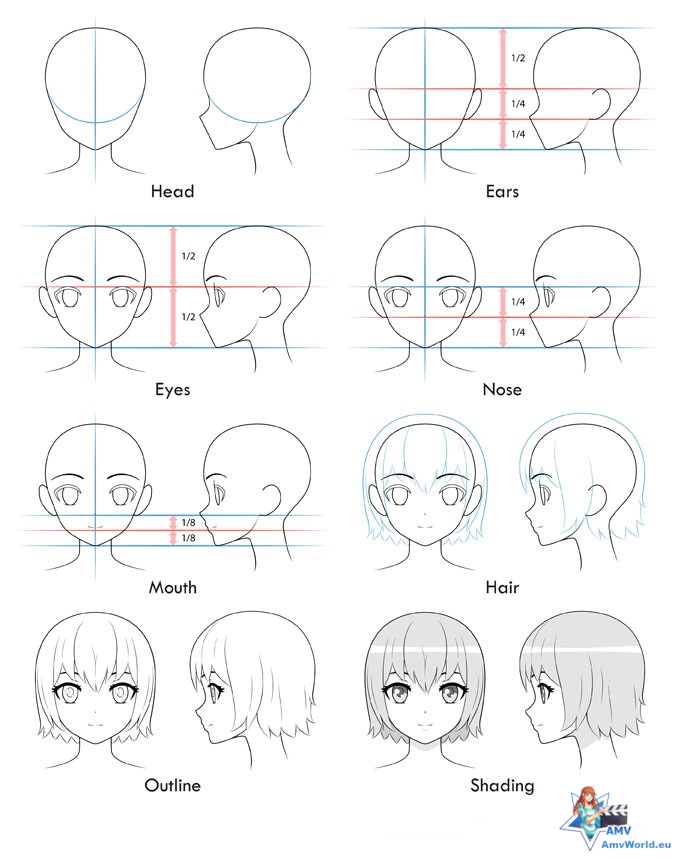 Head
1/2
1/4
1/4
Ears
1/2
1/2
Eyes
1/4
1/4
Nose
1/8
1/8
Mouth
Hair
Outline
Shading
AMV
AmvWorld.eu